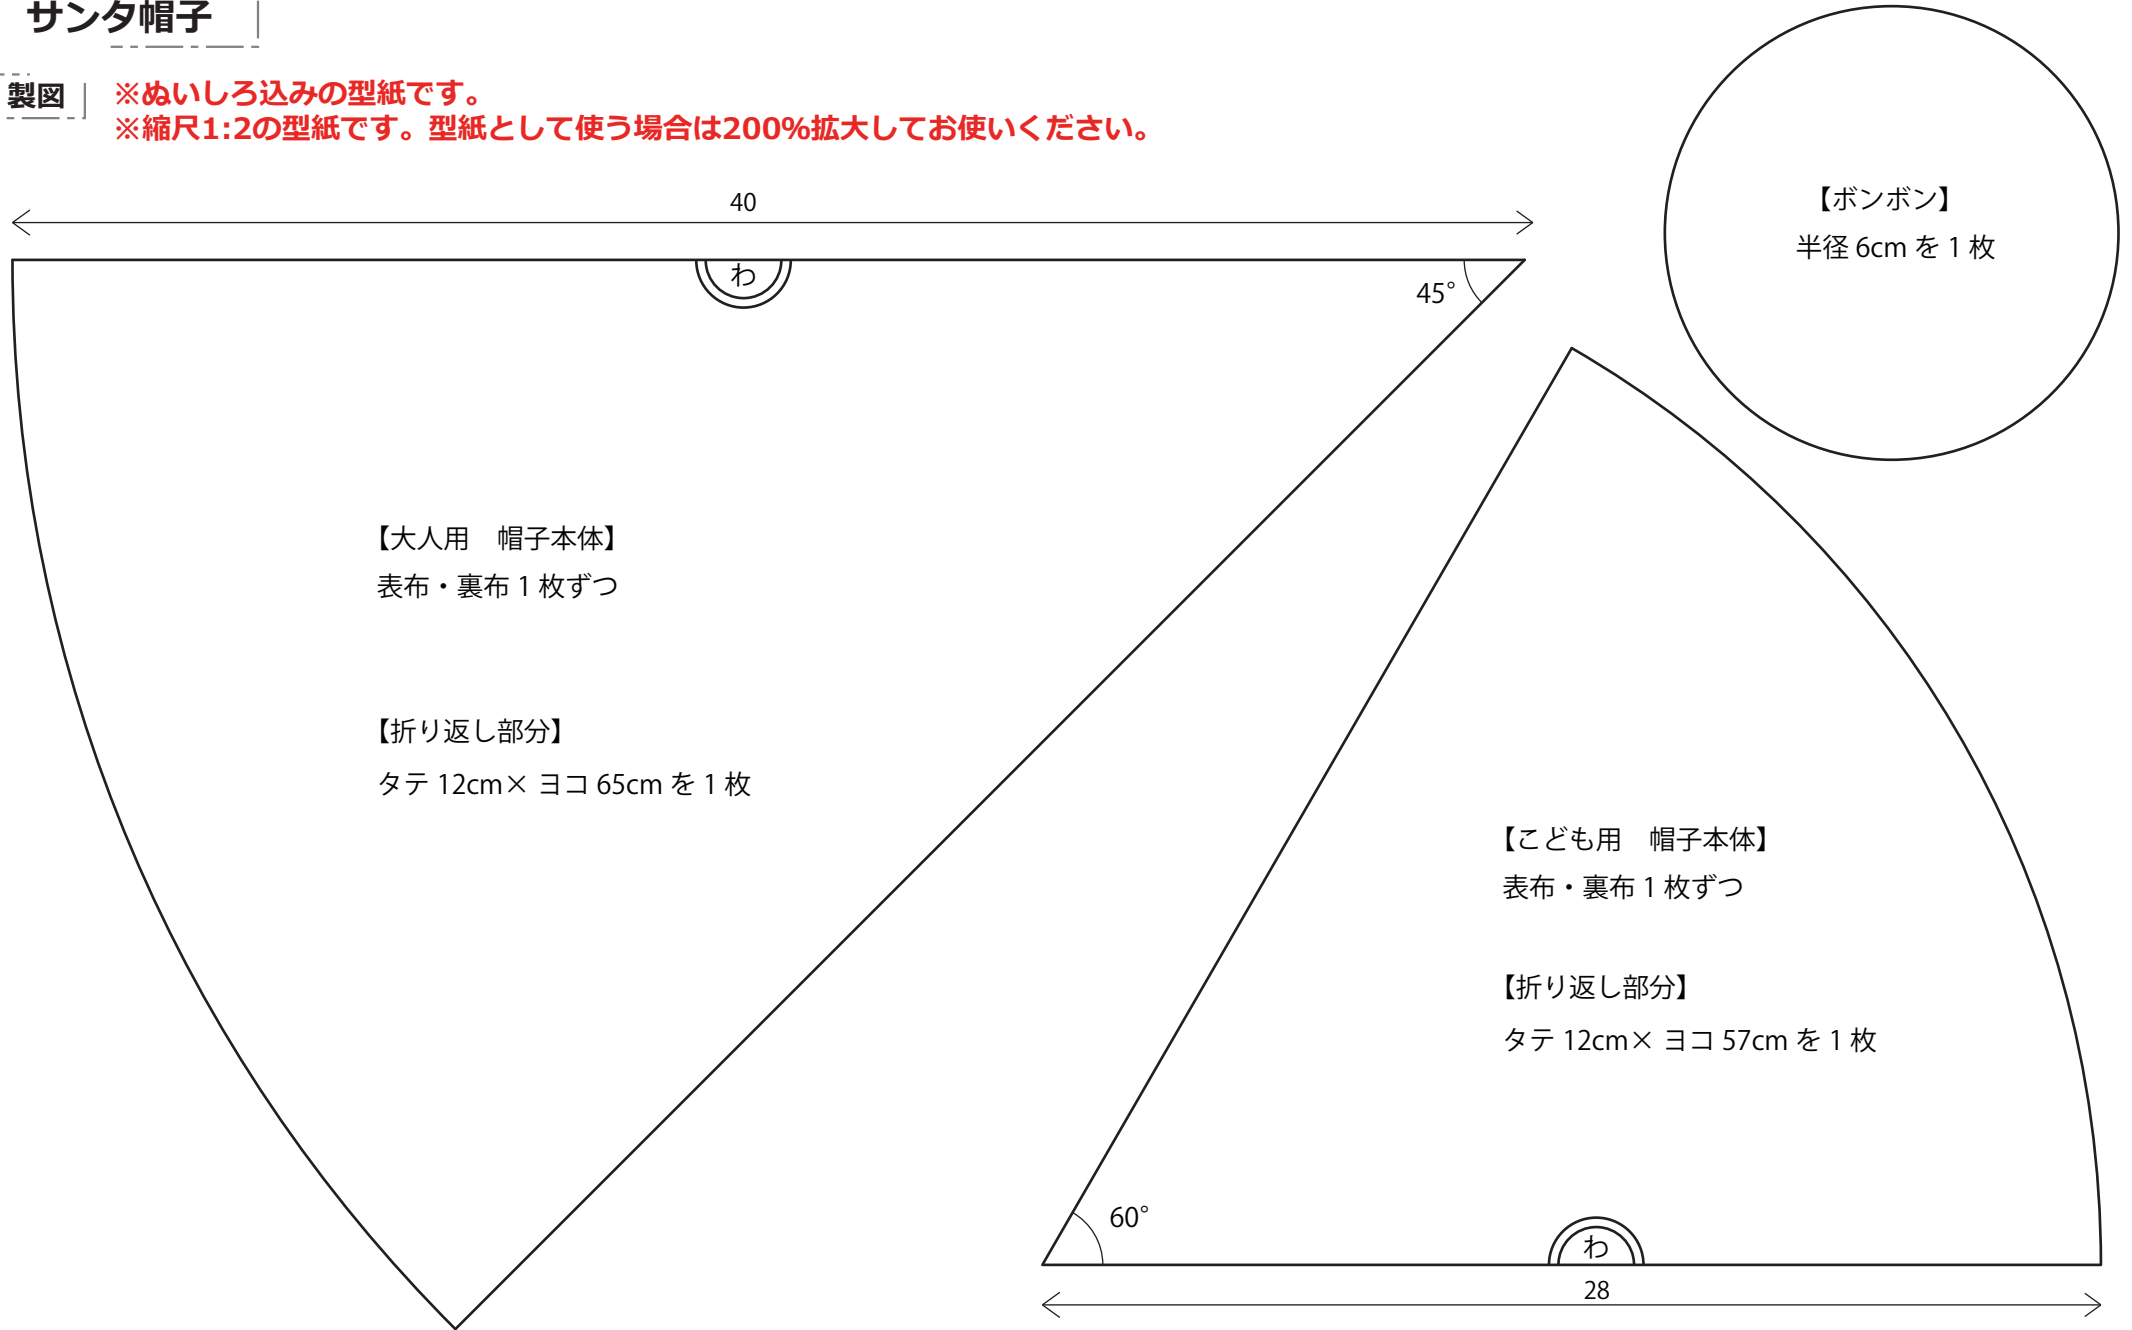 サンタ帽子
製図
※ぬいしろ込みの型紙です。
※縮尺1:2の型紙です。型紙として使う場合は200%拡大してお使いください。
40
わ
45°
【ボンボン】
半径 6cm を 1 枚
【大人用　帽子本体】
表布・裏布 1 枚ずつ
【折り返し部分】
タテ 12cm× ヨコ 65cm を 1 枚
【こども用　帽子本体】
表布・裏布 1 枚ずつ
【折り返し部分】
タテ 12cm× ヨコ 57cm を 1 枚
60°
わ
28